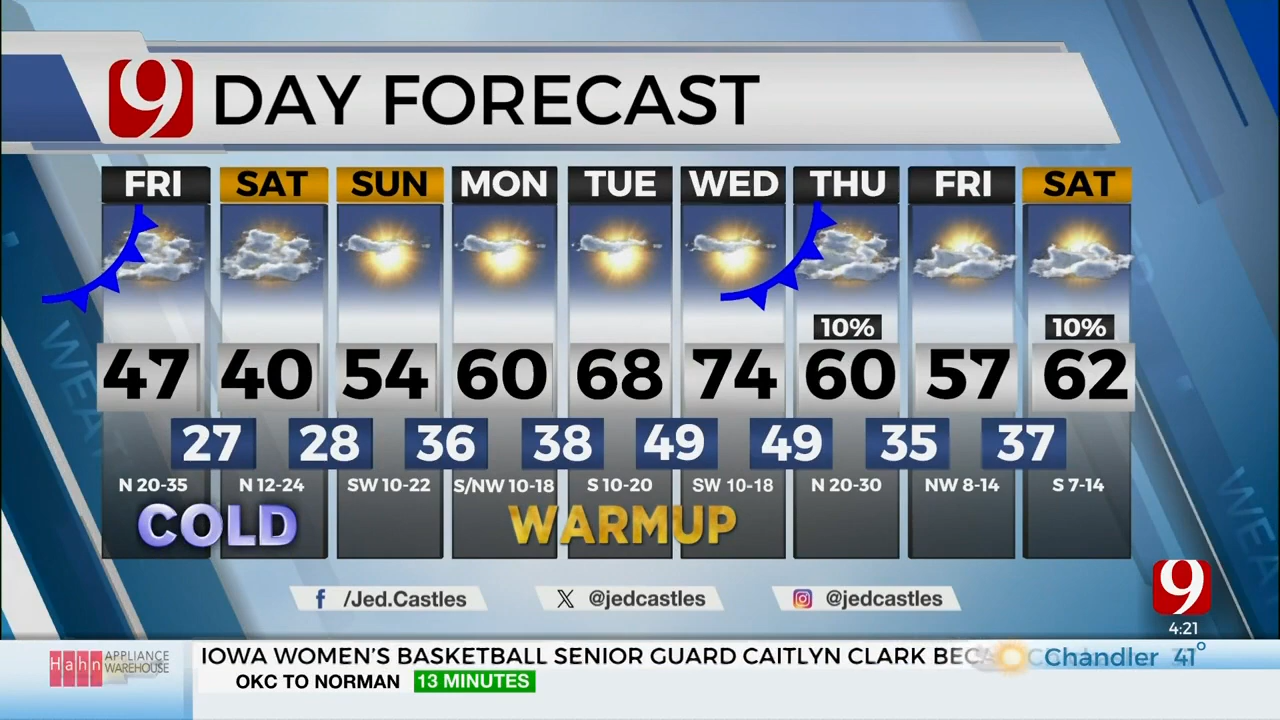 9 DAY FORECAST
FRI SAT SUN MON TUE WED THU FRI SAT
10% 10%
47 40 54 60 68 74 60 57 62
27 28 36 38 49 49 35 37
N 20-35 N 12-24 SW 10-22 S/NW 10-18 S 10-20 SW 10-18 N 20-30 NW 8-14 S 7-14
COLD WARMUP
f /Jed.Castles X @jedcastles @jedcastles
9
4:21
Hahn APPLIANCE WAREHOUSE
IOWA WOMEN'S BASKETBALL SENIOR GUARD CAITLYN CLARK Chandler 41°
OKC TO NORMAN 13 MINUTES